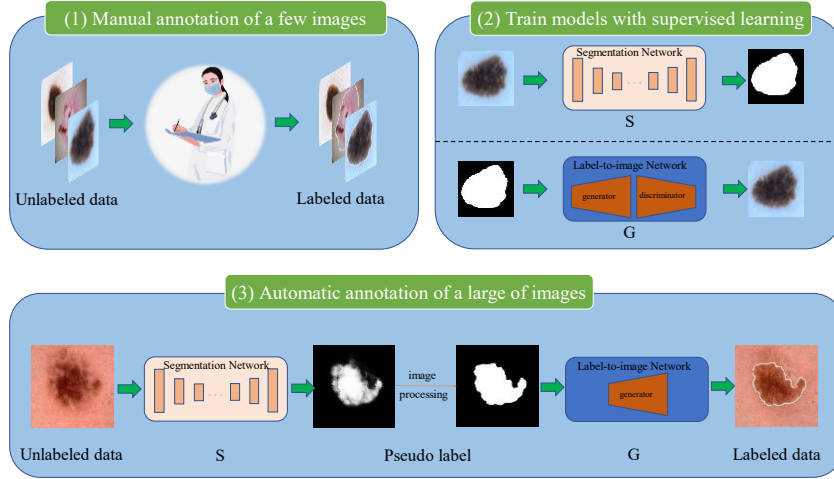 (1) Manual annotation of a few images
Unlabeled data
Labeled data
(2) Train models with supervised learning
Segmentation Network
...
S
Label-to-image Network
generator
discriminator
G
(3) Automatic annotation of a large of images
Segmentation Network
...
image
processing
Label-to-image Network
generator
Unlabeled data
S
Pseudo label
G
Labeled data